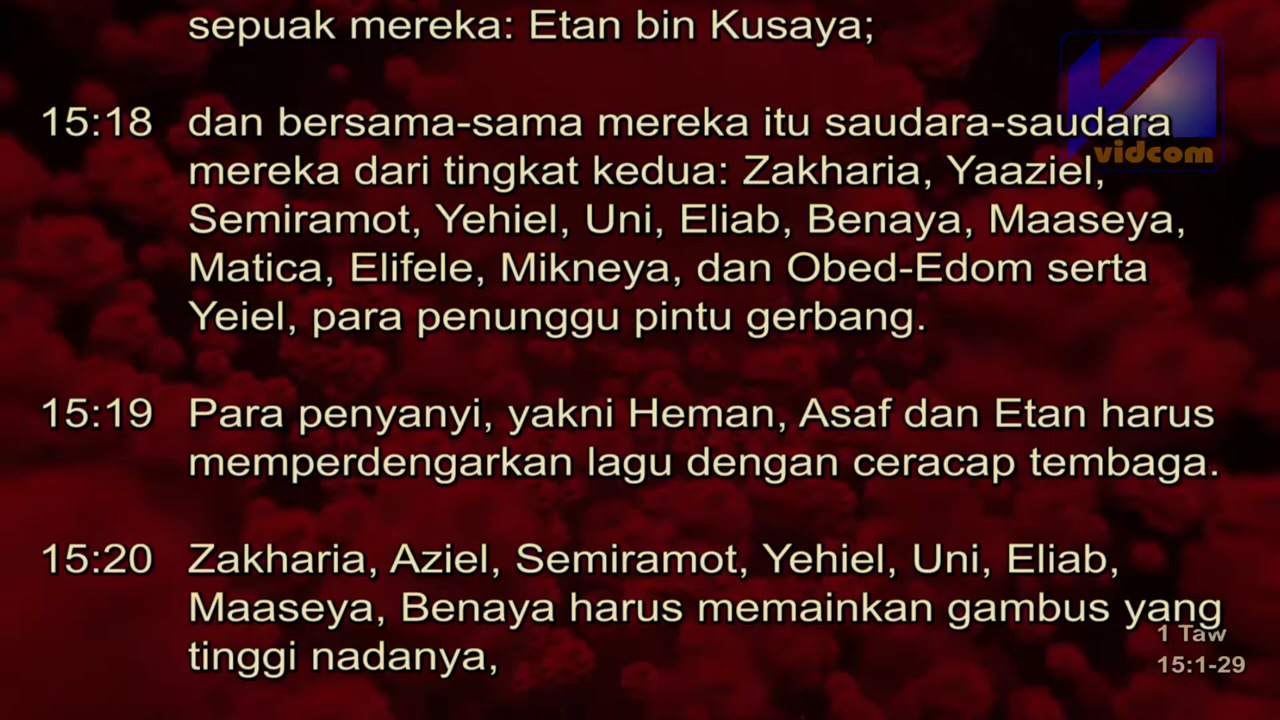 sepuak mereka: Etan bin Kusaya;
15:18 dan bersama-sama mereka itu saudara-saudara
mereka dari tingkat kedua: Zakharia, Yaaziel,
Semiramot, Yehiel, Uni, Eliab, Benaya, Maaseya,
Matica, Elifele, Mikneya, dan Obed-Edom serta
Yeiel, para penunggu pintu gerbang.
15:19 Para penyanyi, yakni Heman, Asaf dan Etan harus
memperdengarkan lagu dengan ceracap tembaga.
15:20 Zakharia, Aziel, Semiramot, Yehiel, Uni, Eliab,
Maaseya, Benaya harus memainkan gambus yang
tinggi nadanya,
vidcom
1 Taw
15:1-29